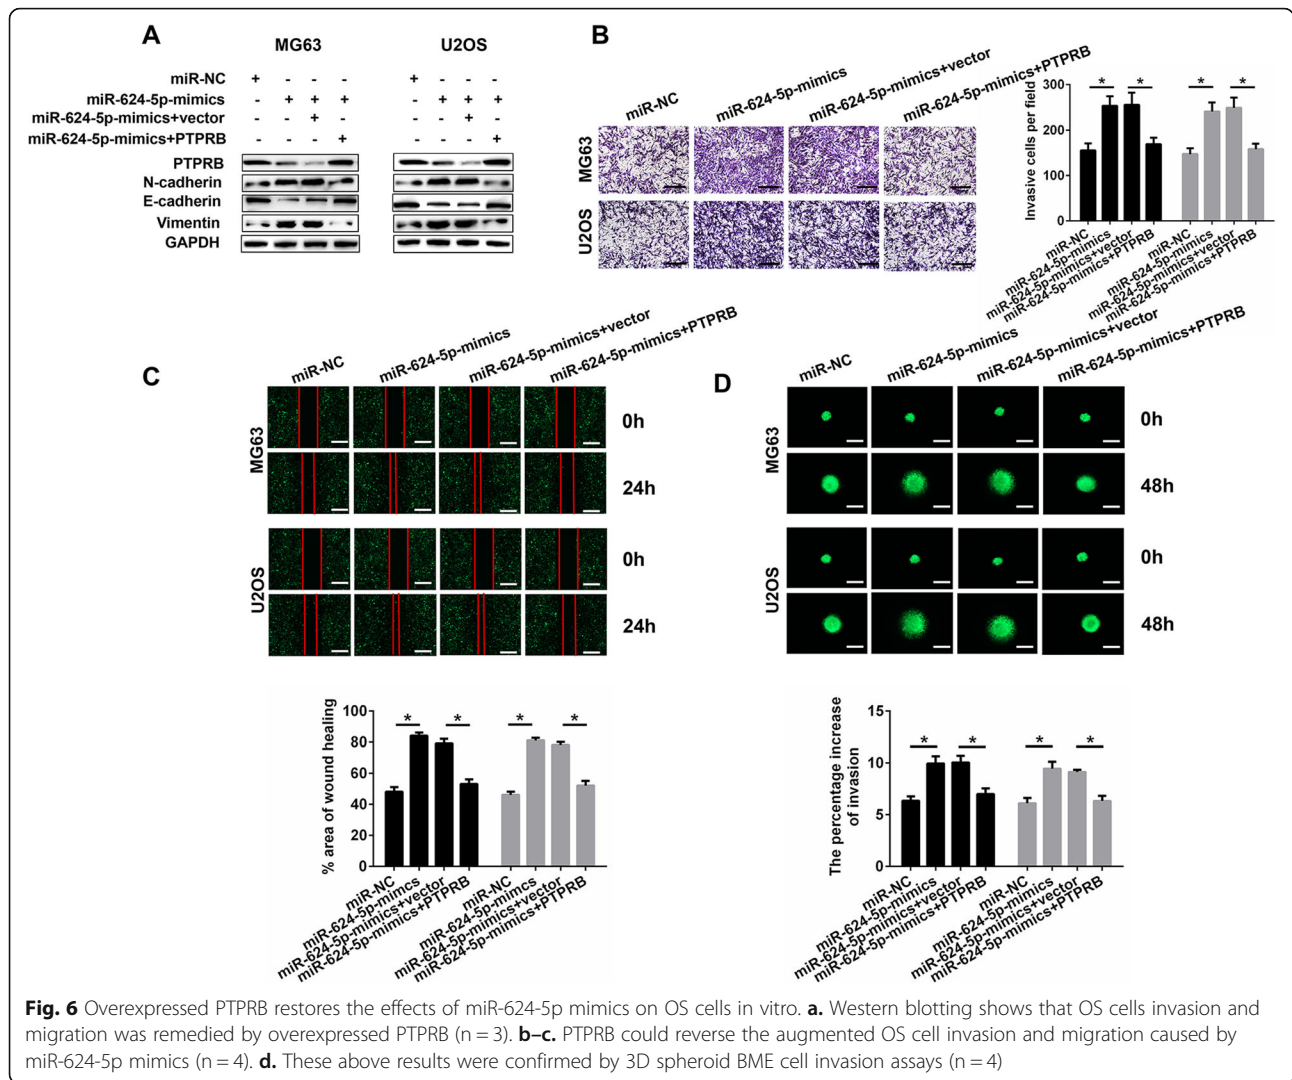 A
MG63
U2OS
miR-NC + - - - + - - -
miR-624-5p-mimics - + + + - + + +
miR-624-5p-mimics+vector - - + - - - + -
miR-624-5p-mimics+PTPRB - - - + - - - +
PTPRB
N-cadherin
E-cadherin
Vimentin
GAPDH
B
miR-NC
miR-624-5p-mimics
miR-624-5p-mimics+vector
miR-624-5p-mimics+PTPRB
MG63
U2OS
Invasive cells per field
300
200
100
0
* * * *
miR-NC
miR-624-5p-mimics
miR-624-5p-mimics+vector
miR-624-5p-mimics+PTPRB
miR-NC
miR-624-5p-mimics
miR-624-5p-mimics+vector
miR-624-5p-mimics+PTPRB
C
miR-NC
miR-624-5p-mimics
miR-624-5p-mimics+vector
miR-624-5p-mimics+PTPRB
MG63
0h
24h
U2OS
0h
24h
% area of wound healing
100
80
60
40
20
0
* * * *
miR-NC
miR-624-5p-mimcs
miR-624-5p-mimics+vector
miR-624-5p-mimics+PTPRB
miR-NC
miR-624-5p-mimcs
miR-624-5p-mimics+vector
miR-624-5p-mimics+PTPRB
D
miR-NC
miR-624-5p-mimics
miR-624-5p-mimics+vector
miR-624-5p-mimics+PTPRB
MG63
0h
48h
U2OS
0h
48h
The percentage increase
of invasion
15
10
5
0
* * * *
miR-NC
miR-624-5p-mimics
miR-624-5p-mimics+vector
miR-624-5p-mimics+PTPRB
miR-NC
miR-624-5p-mimics
miR-624-5p-mimics+vector
miR-624-5p-mimics+PTPRB
Fig. 6 Overexpressed PTPRB restores the effects of miR-624-5p mimics on OS cells in vitro. a. Western blotting shows that OS cells invasion and
migration was remedied by overexpressed PTPRB (n = 3). b–c. PTPRB could reverse the augmented OS cell invasion and migration caused by
miR-624-5p mimics (n = 4). d. These above results were confirmed by 3D spheroid BME cell invasion assays (n = 4)